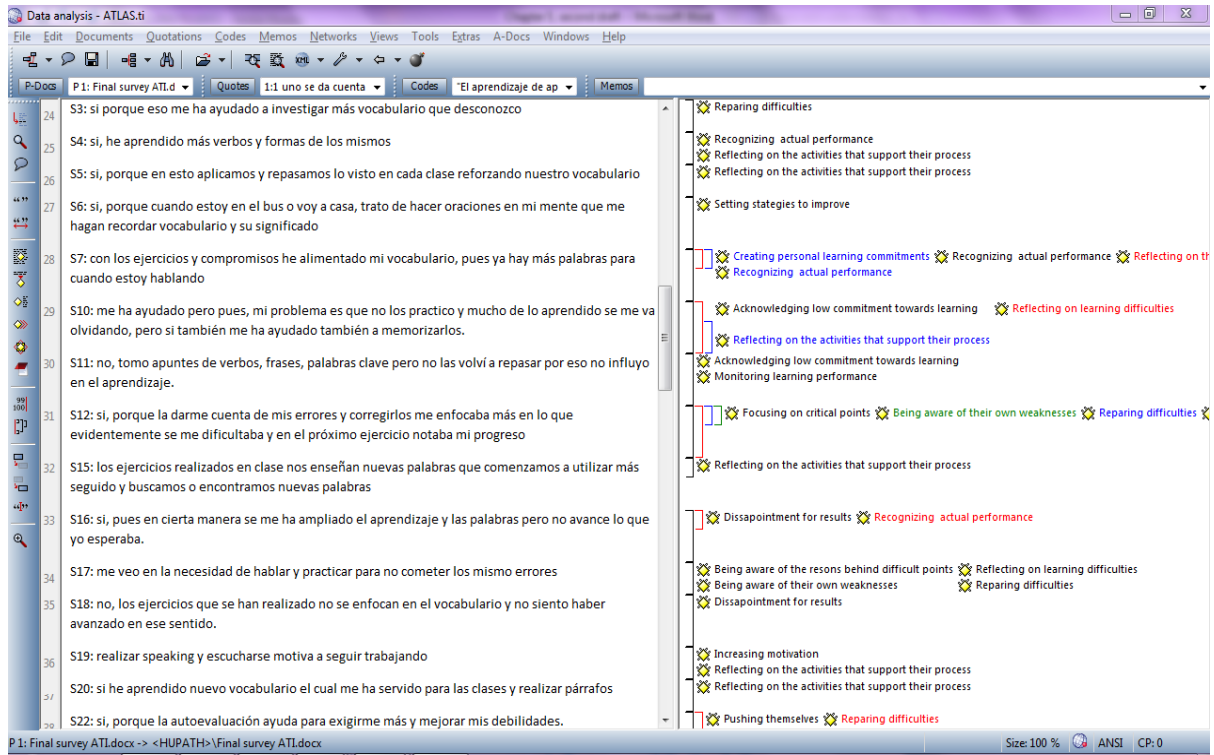 Data analysis - ATLAS.ti
File Edit Documents Quotations Codes Memos Networks Views Tools Extras A-Docs Windows Help
P-Docs P 1: Final survey ATI.d Quotes 1:1 uno se da cuenta Codes "El aprendizaje de ap Memos
24 S3: si porque eso me ha ayudado a investigar más vocabulario que desconozco
Reparing difficulties
25 S4: si, he aprendido más verbos y formas de los mismos
Recognizing actual performance
Reflecting on the activities that support their process
26 S5: si, porque en esto aplicamos y repasamos lo visto en cada clase reforzando nuestro vocabulario
Reflecting on the activities that support their process
27 S6: si, porque cuando estoy en el bus o voy a casa, trato de hacer oraciones en mi mente que me
hagan recordar vocabulario y su significado
Setting stategies to improve
28 S7: con los ejercicios y compromisos he alimentado mi vocabulario, pues ya hay más palabras para
cuando estoy hablando
Creating personal learning commitments Recognizing actual performance Reflecting on th
Recognizing actual performance
29 S10: me ha ayudado pero pues, mi problema es que no los practico y mucho de lo aprendido se me va
olvidando, pero si también me ha ayudado también a memorizarlos.
Acknowledging low commitment towards learning Reflecting on learning difficulties
Reflecting on the activities that support their process
30 S11: no, tomo apuntes de verbos, frases, palabras clave pero no las volví a repasar por eso no influyo
en el aprendizaje.
Acknowledging low commitment towards learning
Monitoring learning performance
31 S12: si, porque la darme cuenta de mis errores y corregirlos me enfocaba más en lo que
evidentemente se me dificultaba y en el próximo ejercicio notaba mi progreso
Focusing on critical points Being aware of their own weaknesses Reparing difficulties
32 S15: los ejercicios realizados en clase nos enseñan nuevas palabras que comenzamos a utilizar más
seguido y buscamos o encontramos nuevas palabras
Reflecting on the activities that support their process
33 S16: si, pues en cierta manera se me ha ampliado el aprendizaje y las palabras pero no avance lo que
yo esperaba.
Dissapointment for results Recognizing actual performance
34 S17: me veo en la necesidad de hablar y practicar para no cometer los mismo errores
Being aware of the resons behind difficult points Reflecting on learning difficulties
Being aware of their own weaknesses Reparing difficulties
35 S18: no, los ejercicios que se han realizado no se enfocan en el vocabulario y no siento haber
avanzado en ese sentido.
Dissapointment for results
36 S19: realizar speaking y escucharse motiva a seguir trabajando
Increasing motivation
Reflecting on the activities that support their process
37 S20: si he aprendido nuevo vocabulario el cual me ha servido para las clases y realizar párrafos
Reflecting on the activities that support their process
S22: si, porque la autoevaluación ayuda para exigirme más y mejorar mis debilidades.
Pushing themselves Reparing difficulties
P 1: Final survey ATI.docx -> <HUPATH>\Final survey ATI.docx Size: 100 % ANSI CP: 0